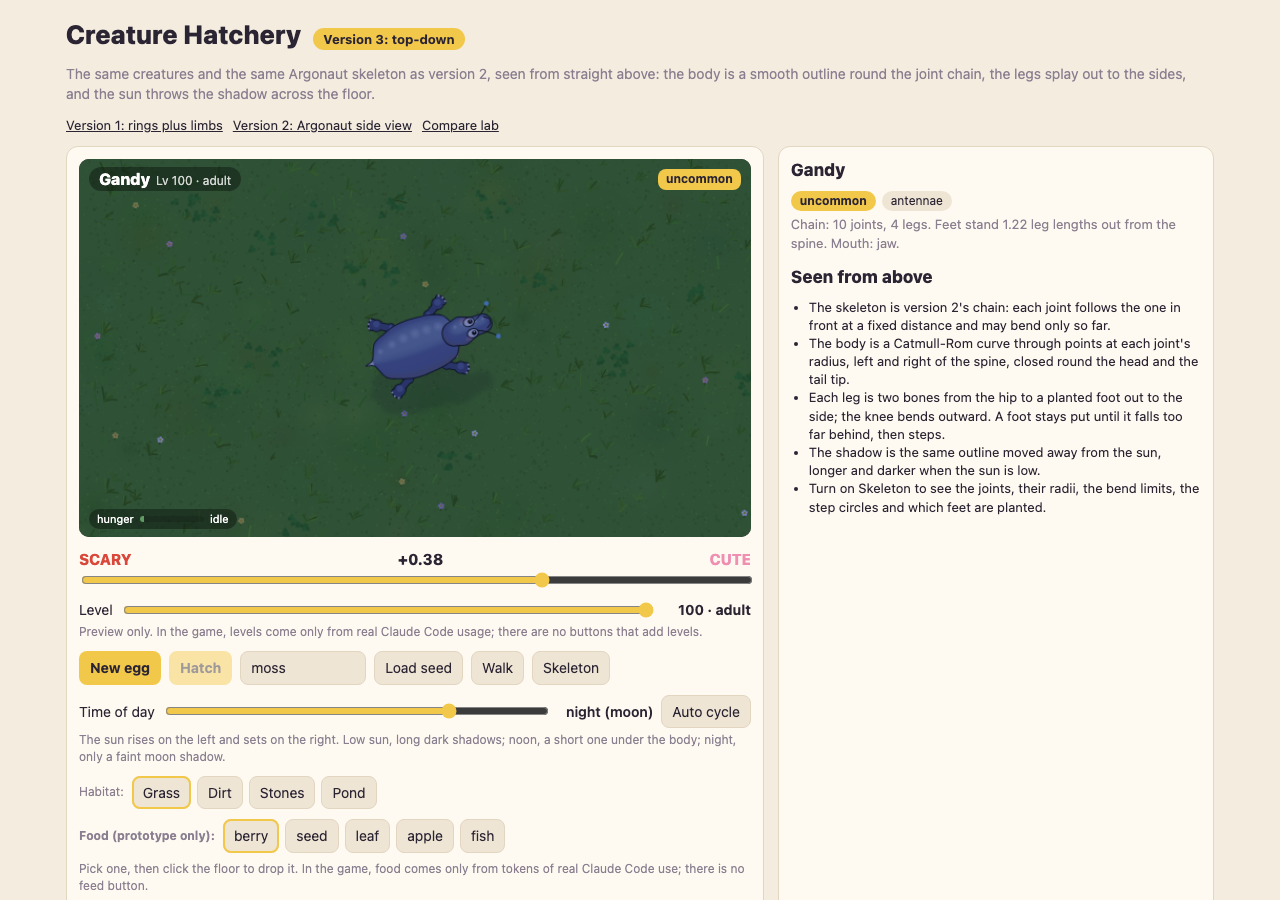 Creature Hatchery
Version 3: top-down
The same creatures and the same Argonaut skeleton as version 2, seen from straight above: the body is a smooth outline round the joint chain, the legs splay out to the sides,
and the sun throws the shadow across the floor.
Version 1: rings plus limbs Version 2: Argonaut side view Compare lab
Gandy Lv 100 · adult
uncommon
hunger idle
SCARY +0.38 CUTE
Level 100 · adult
Preview only. In the game, levels come only from real Claude Code usage; there are no buttons that add levels.
New egg Hatch moss Load seed Walk Skeleton
Time of day night (moon) Auto cycle
The sun rises on the left and sets on the right. Low sun, long dark shadows; noon, a short one under the body; night,
only a faint moon shadow.
Habitat: Grass Dirt Stones Pond
Food (prototype only): berry seed leaf apple fish
Pick one, then click the floor to drop it. In the game, food comes only from tokens of real Claude Code use; there is no
feed button.
Gandy
uncommon antennae
Chain: 10 joints, 4 legs. Feet stand 1.22 leg lengths out from the
spine. Mouth: jaw.
Seen from above
• The skeleton is version 2's chain: each joint follows the one in
front at a fixed distance and may bend only so far.
• The body is a Catmull-Rom curve through points at each joint's
radius, left and right of the spine, closed round the head and the
tail tip.
• Each leg is two bones from the hip to a planted foot out to the
side; the knee bends outward. A foot stays put until it falls too
far behind, then steps.
• The shadow is the same outline moved away from the sun,
longer and darker when the sun is low.
• Turn on Skeleton to see the joints, their radii, the bend limits, the
step circles and which feet are planted.